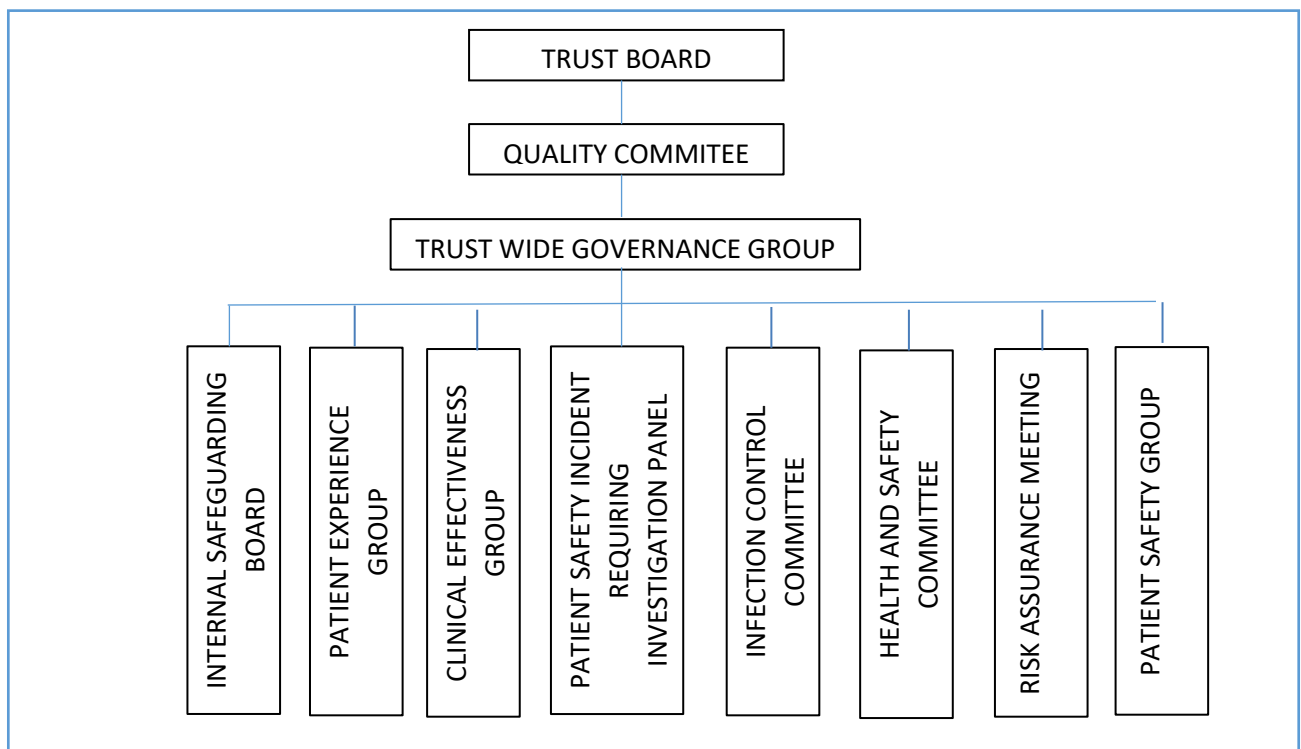 TRUST BOARD
QUALITY COMMITEE
TRUST WIDE GOVERNANCE GROUP
INTERNAL SAFEGUARDING
BOARD
PATIENT EXPERIENCE
GROUP
CLINICAL EFFECTIVENESS
GROUP
PATIENT SAFETY INCIDENT
REQUIRING
INVESTIGATION PANEL
INFECTION CONTROL
COMMITTEE
HEALTH AND SAFETY
COMMITTEE
RISK ASSURANCE MEETING
PATIENT SAFETY GROUP